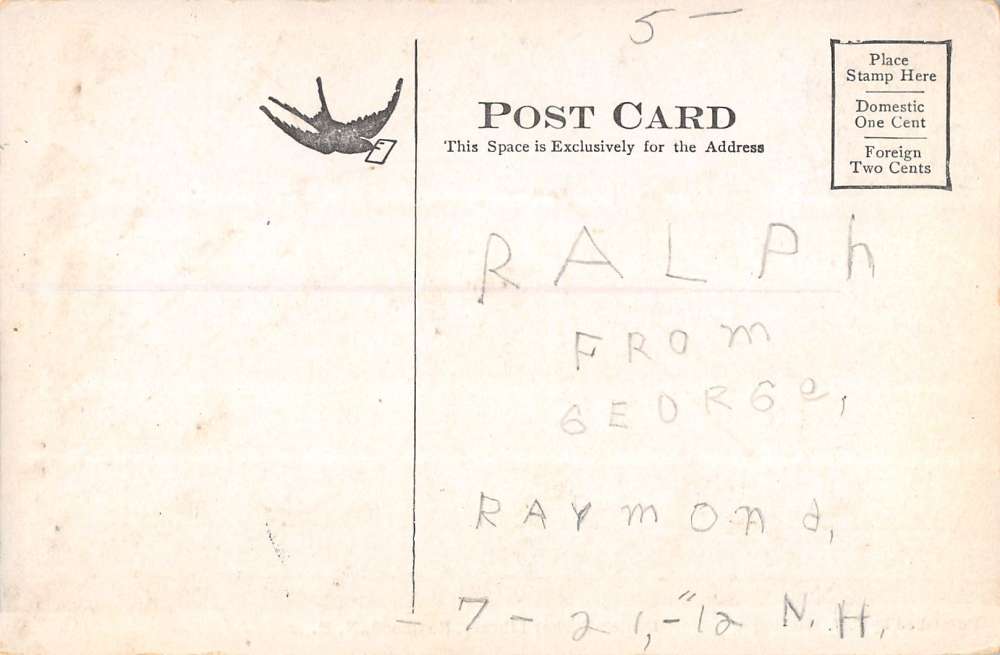 5 —
POST CARD
This Space is Exclusively for the Address
Place
Stamp Here
Domestic
One Cent
Foreign
Two Cents
RALPh
FROm
GEORGe,
RAYmOnd,
- 7 - 21, -"12 N. H.